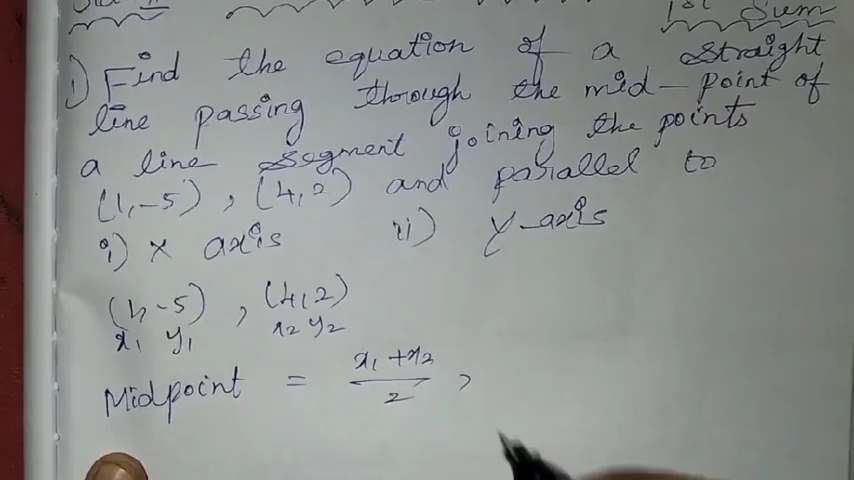 1st Sum
1) Find the equation of a straight
line passing through the mid-point of
a line segment joining the points
(1,-5), (4,2) and parallel to
i) X axis ii) Y-axis
(1,-5), (4,2)
x₁ y₁ x₂ y₂
Midpoint = x₁+x₂/2 ,